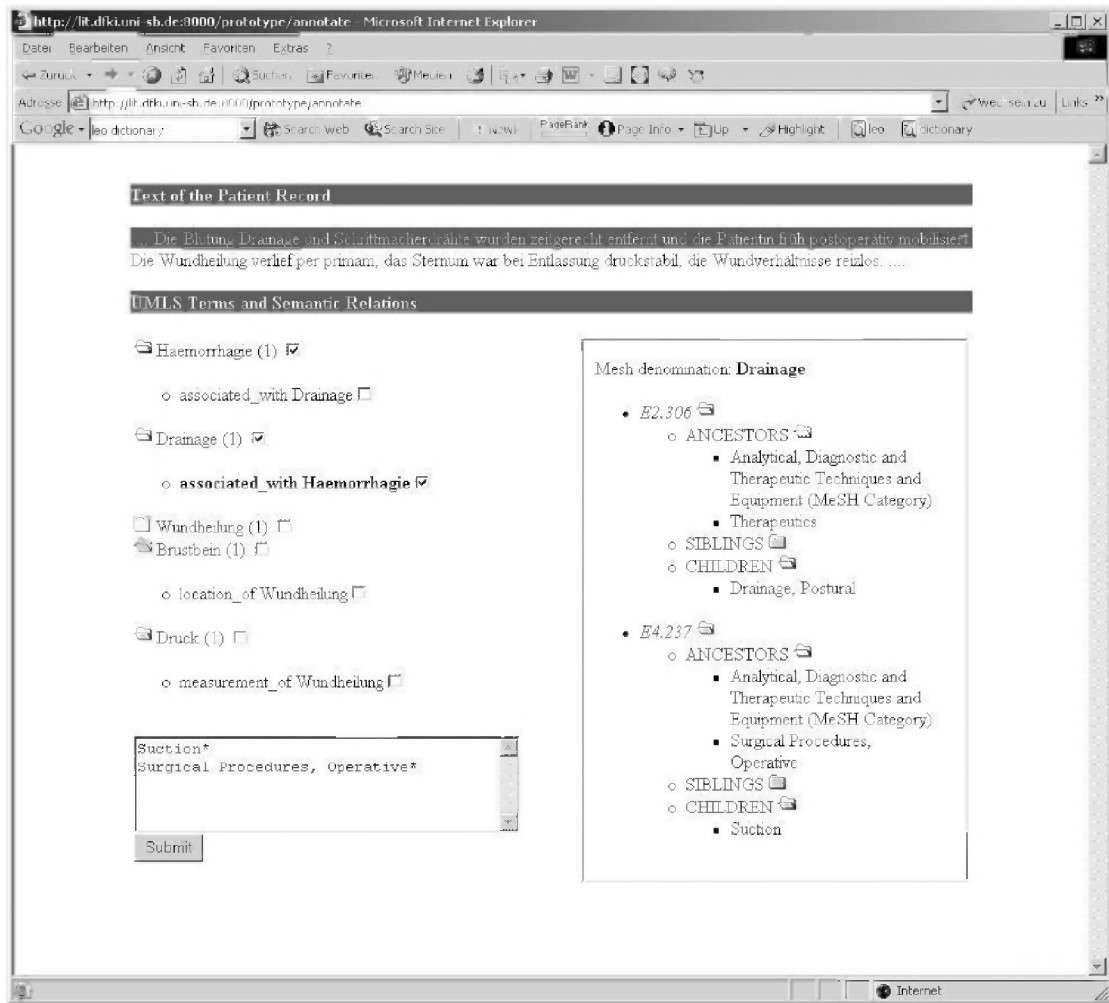 http://lit.dfki.uni-sb.de:8000/prototype/annotate - Microsoft Internet Explorer
Datei Bearbeiten Ansicht Favoriten Extras ?
Zurück Suchen Favoriten Medien
Adresse http://lit.dfki.uni-sb.de:8000/prototype/annotate Wechseln zu Links »
Google leo dictionary Search Web Search Site PageRank Page Info Up Highlight leo dictionary
Text of the Patient Record
... Die Blutung Drainage und Schrittmacherdrähte wurden zeitgerecht entfernt und die Patientin früh postoperativ mobilisiert.
Die Wundheilung verlief per primam, das Sternum war bei Entlassung druckstabil, die Wundverhältnisse reizlos. ....
UMLS Terms and Semantic Relations
Haemorrhagie (1)
associated_with Drainage
Drainage (1)
associated_with Haemorrhagie
Wundheilung (1)
Brustbein (1)
location_of Wundheilung
Druck (1)
measurement_of Wundheilung
Suction*
Surgical Procedures, Operative*
Submit
Mesh denomination: Drainage
E2.306
ANCESTORS
Analytical, Diagnostic and
Therapeutic Techniques and
Equipment (MeSH Category)
Therapeutics
SIBLINGS
CHILDREN
Drainage, Postural
E4.237
ANCESTORS
Analytical, Diagnostic and
Therapeutic Techniques and
Equipment (MeSH Category)
Surgical Procedures,
Operative
SIBLINGS
CHILDREN
Suction
Internet